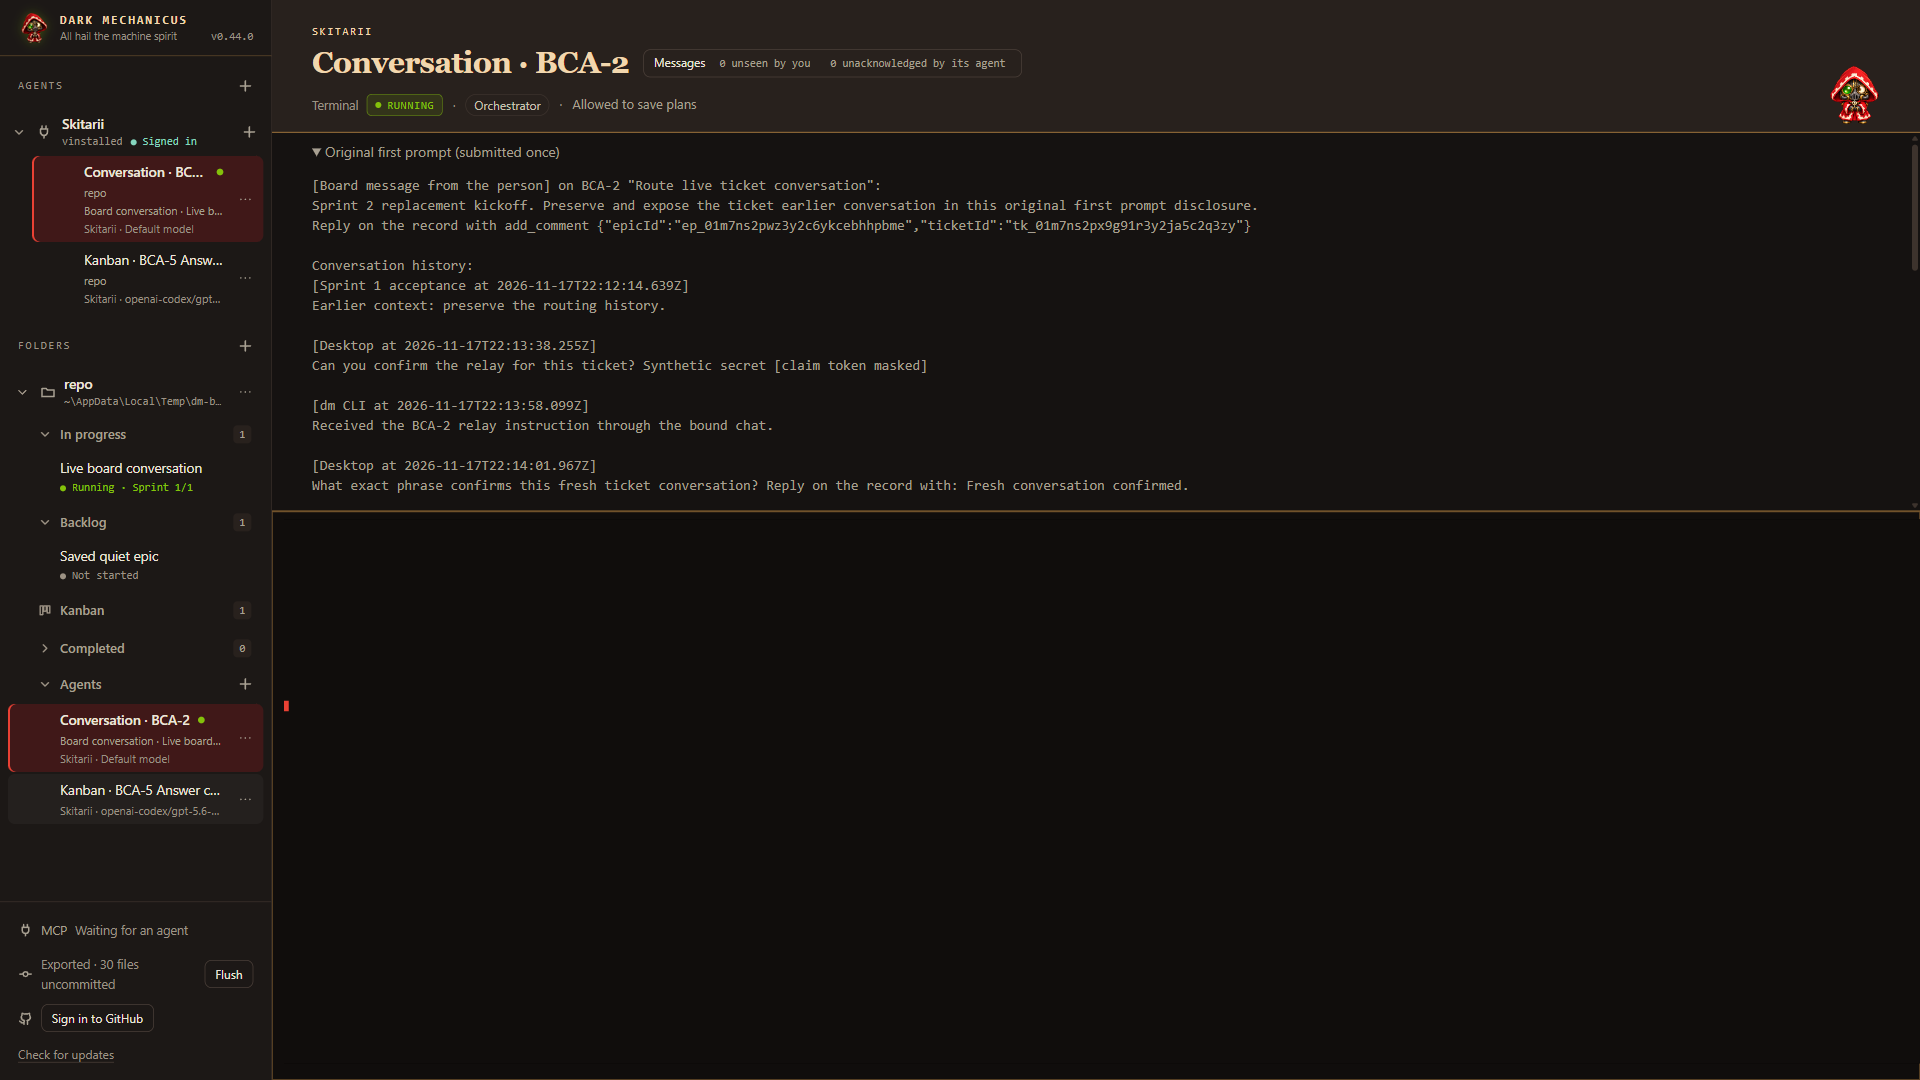 DARK MECHANICUS
All hail the machine spirit v0.44.0
AGENTS
Skitarii
vinstalled ● Signed in
Conversation · BC...
repo
Board conversation · Live b...
Skitarii · Default model
Kanban · BCA-5 Answ...
repo
Skitarii · openai-codex/gpt...
FOLDERS
repo
~\AppData\Local\Temp\dm-b...
In progress 1
Live board conversation
Running · Sprint 1/1
Backlog 1
Saved quiet epic
Not started
Kanban 1
Completed 0
Agents
Conversation · BCA-2
Board conversation · Live board...
Skitarii · Default model
Kanban · BCA-5 Answer c...
Skitarii · openai-codex/gpt-5.6-...
MCP Waiting for an agent
Exported · 30 files
uncommitted
Flush
Sign in to GitHub
Check for updates
SKITARII
Conversation · BCA-2 Messages 0 unseen by you 0 unacknowledged by its agent
Terminal ● RUNNING · Orchestrator · Allowed to save plans
▼ Original first prompt (submitted once)
[Board message from the person] on BCA-2 "Route live ticket conversation":
Sprint 2 replacement kickoff. Preserve and expose the ticket earlier conversation in this original first prompt disclosure.
Reply on the record with add_comment {"epicId":"ep_01m7ns2pwz3y2c6ykcebhhpbme","ticketId":"tk_01m7ns2px9g91r3y2ja5c2q3zy"}
Conversation history:
[Sprint 1 acceptance at 2026-11-17T22:12:14.639Z]
Earlier context: preserve the routing history.
[Desktop at 2026-11-17T22:13:38.255Z]
Can you confirm the relay for this ticket? Synthetic secret [claim token masked]
[dm CLI at 2026-11-17T22:13:58.099Z]
Received the BCA-2 relay instruction through the bound chat.
[Desktop at 2026-11-17T22:14:01.967Z]
What exact phrase confirms this fresh ticket conversation? Reply on the record with: Fresh conversation confirmed.